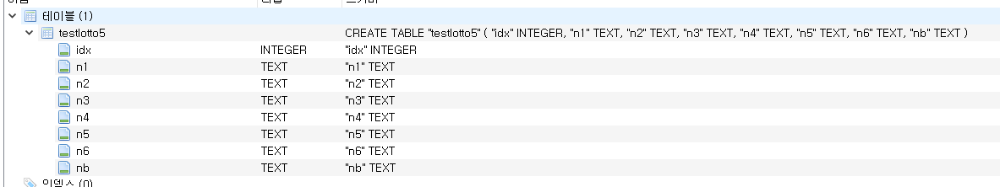 테이블 (1)
testlotto5 CREATE TABLE "testlotto5" ( "idx" INTEGER, "n1" TEXT, "n2" TEXT, "n3" TEXT, "n4" TEXT, "n5" TEXT, "n6" TEXT, "nb" TEXT )
idx INTEGER "idx" INTEGER
n1 TEXT "n1" TEXT
n2 TEXT "n2" TEXT
n3 TEXT "n3" TEXT
n4 TEXT "n4" TEXT
n5 TEXT "n5" TEXT
n6 TEXT "n6" TEXT
nb TEXT "nb" TEXT
인덱스 (0)